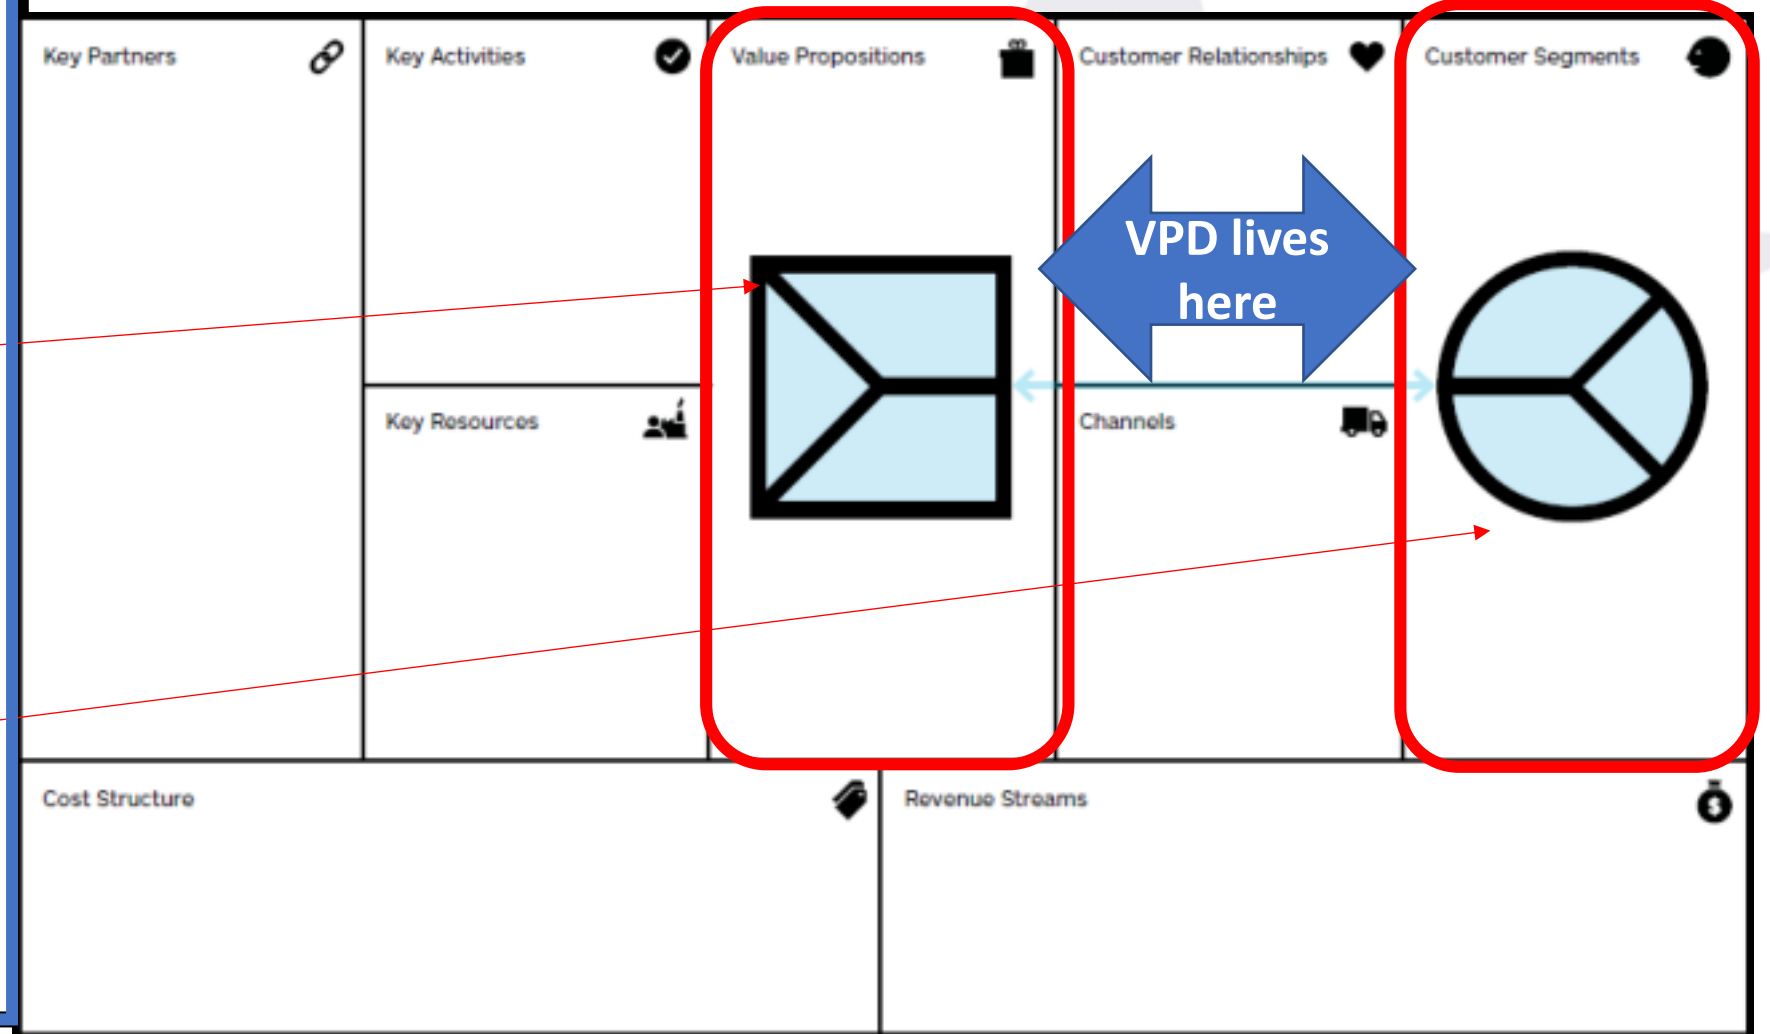 Key Partners
Key Activities
Value Propositions
Customer Relationships
Customer Segments
VPD lives
here
Key Resources
Channels
Cost Structure
Revenue Streams